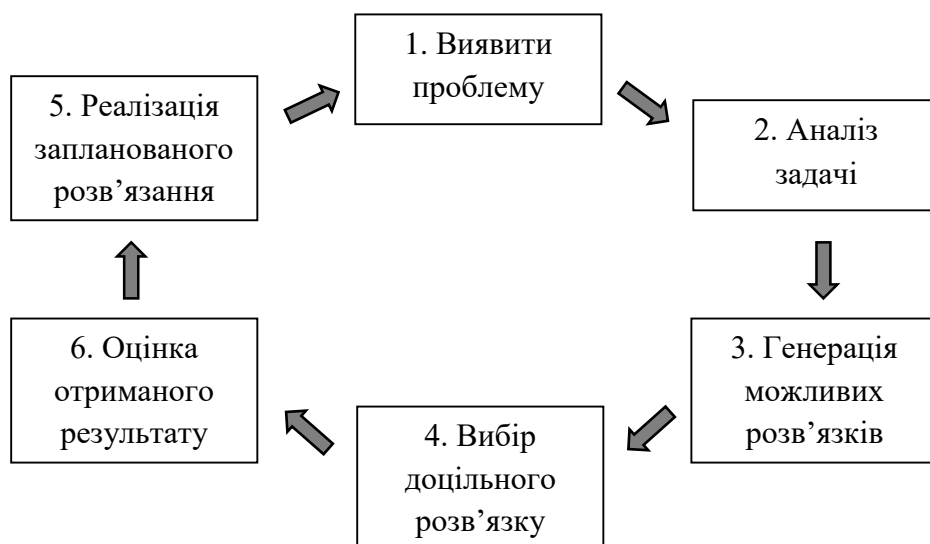 1. Виявити
проблему
2. Аналіз
задачі
3. Генерація
можливих
розв’язків
4. Вибір
доцільного
розв’язку
6. Оцінка
отриманого
результату
5. Реалізація
запланованого
розв’язання